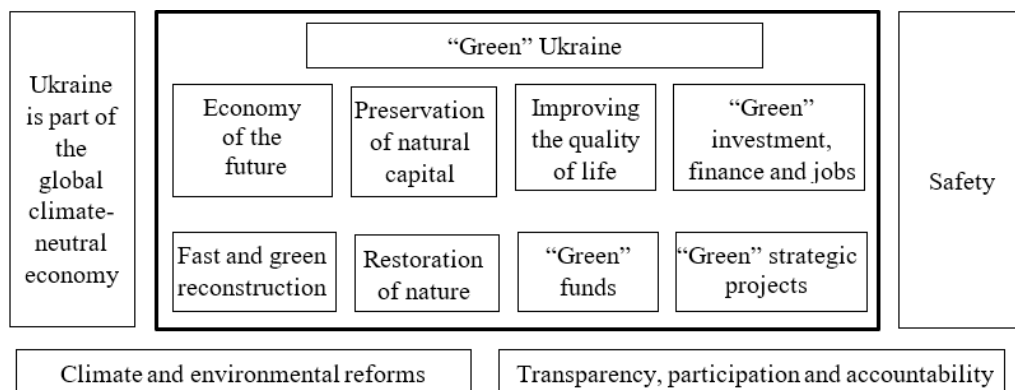 Ukraine
is part of
the
global
climate-
neutral
economy
“Green” Ukraine
Economy
of the
future
Preservation
of natural
capital
Improving
the quality
of life
“Green”
investment,
finance and jobs
Fast and green
reconstruction
Restoration
of nature
“Green”
funds
“Green” strategic
projects
Safety
Climate and environmental reforms
Transparency, participation and accountability